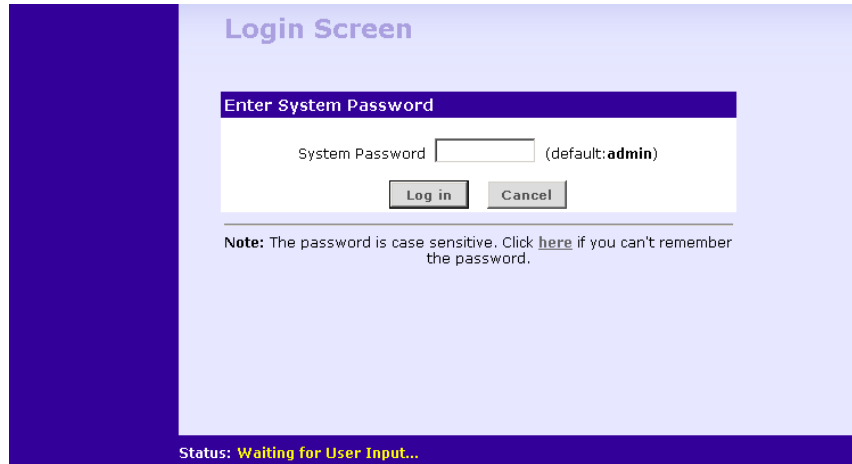 Login Screen
Enter System Password
System Password (default:admin)
Log in Cancel
Note: The password is case sensitive. Click here if you can't remember
the password.
Status: Waiting for User Input...